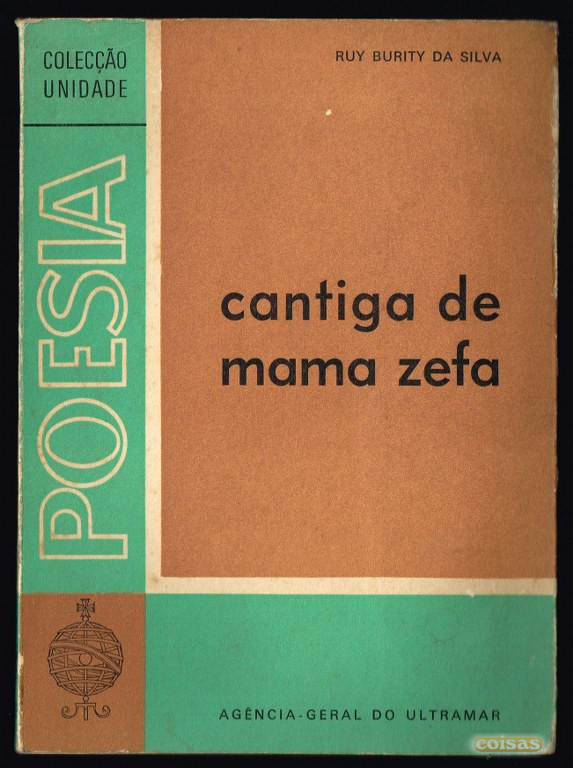 COLECÇÃO
UNIDADE
POESIA
RUY BURITY DA SILVA
cantiga de
mama zefa
AGÊNCIA-GERAL DO ULTRAMAR
coisas